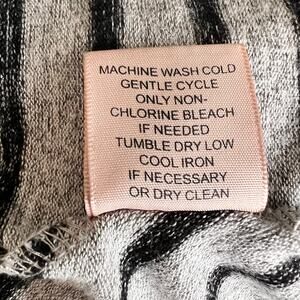 MACHINE WASH COLD
GENTLE CYCLE
ONLY NON-
CHLORINE BLEACH
IF NEEDED
TUMBLE DRY LOW
COOL IRON
IF NECESSARY
OR DRY CLEAN